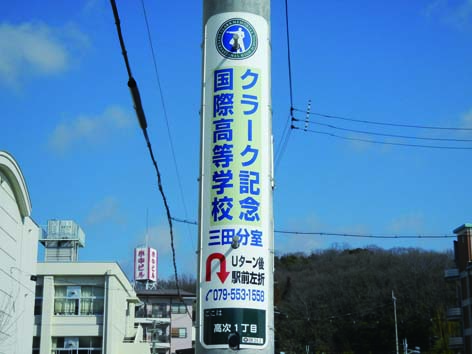 クラーク記念
国際高等学校
三田分室
Uターン後
駅前左折
079-553-1558
ここは
高次1丁目